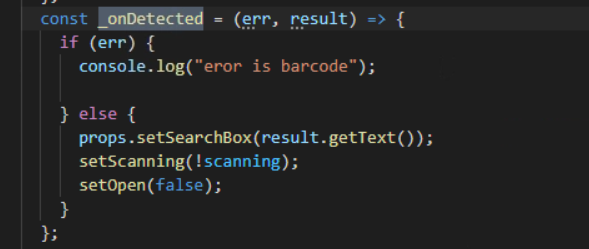 const _onDetected = (err, result) => {
if (err) {
console.log("eror is barcode");
} else {
props.setSearchBox(result.getText());
setScanning(!scanning);
setOpen(false);
}
};